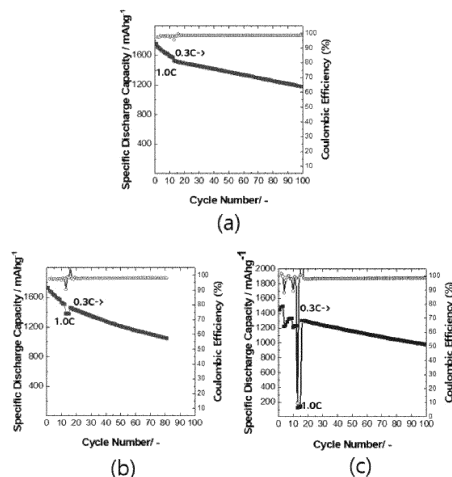 Specific Discharge Capacity / mAhg⁻¹
1600
1200
800
400
0.3C->
1.0C
100
90
80
70
60
50
40
30
20
10
Coulombic Efficiency (%)
0 10 20 30 40 50 60 70 80 90 100
Cycle Number/ -
(a)
Specific Discharge Capacity / mAhg⁻¹
1600
1200
800
400
0.3C->
1.0C
100
90
80
70
60
50
40
30
20
10
Coulombic Efficiency (%)
0 10 20 30 40 50 60 70 80 90 100
Cycle Number/ -
(b)
Specific Discharge Capacity / mAhg⁻¹
2000
1800
1600
1400
1200
1000
800
600
400
200
0.3C->
1.0C
100
90
80
70
60
50
40
30
20
10
0
Coulombic Efficiency (%)
0 10 20 30 40 50 60 70 80 90 100
Cycle Number/ -
(c)